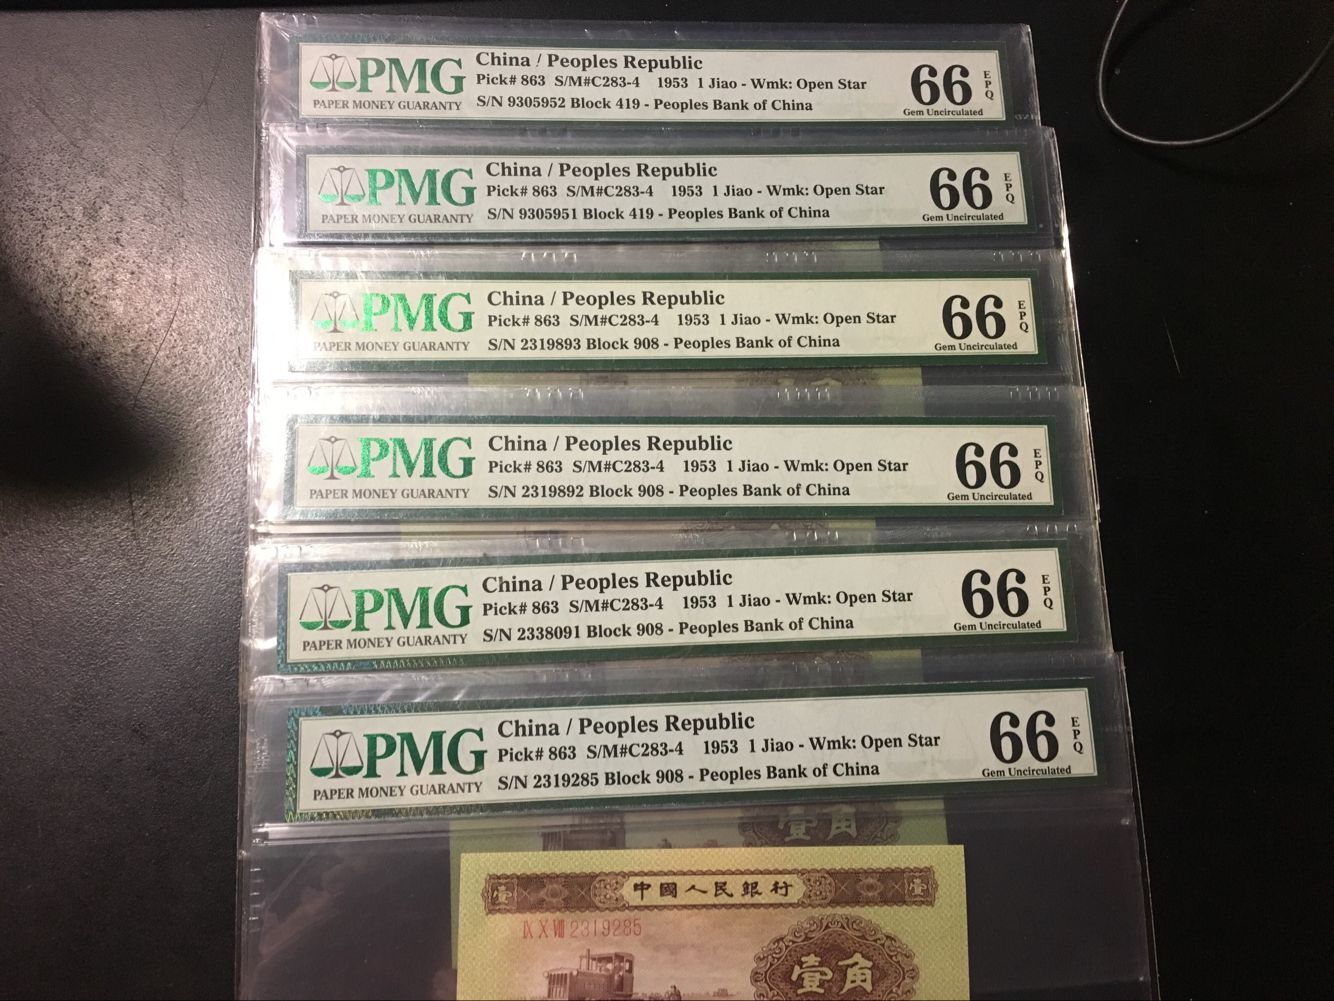 PMG
PAPER MONEY GUARANTY
China / Peoples Republic
Pick# 863 S/M#C283-4 1953 1 Jiao - Wmk: Open Star
S/N 9305952 Block 419 - Peoples Bank of China
66 EPQ
Gem Uncirculated
PMG
PAPER MONEY GUARANTY
China / Peoples Republic
Pick# 863 S/M#C283-4 1953 1 Jiao - Wmk: Open Star
S/N 9305951 Block 419 - Peoples Bank of China
66 EPQ
Gem Uncirculated
PMG
PAPER MONEY GUARANTY
China / Peoples Republic
Pick# 863 S/M#C283-4 1953 1 Jiao - Wmk: Open Star
S/N 2319893 Block 908 - Peoples Bank of China
66 EPQ
Gem Uncirculated
PMG
PAPER MONEY GUARANTY
China / Peoples Republic
Pick# 863 S/M#C283-4 1953 1 Jiao - Wmk: Open Star
S/N 2319892 Block 908 - Peoples Bank of China
66 EPQ
Gem Uncirculated
PMG
PAPER MONEY GUARANTY
China / Peoples Republic
Pick# 863 S/M#C283-4 1953 1 Jiao - Wmk: Open Star
S/N 2338091 Block 908 - Peoples Bank of China
66 EPQ
Gem Uncirculated
PMG
PAPER MONEY GUARANTY
China / Peoples Republic
Pick# 863 S/M#C283-4 1953 1 Jiao - Wmk: Open Star
S/N 2319285 Block 908 - Peoples Bank of China
66 EPQ
Gem Uncirculated
壹角
壹 中國人民銀行 壹
IX X VIII 2319285
壹角